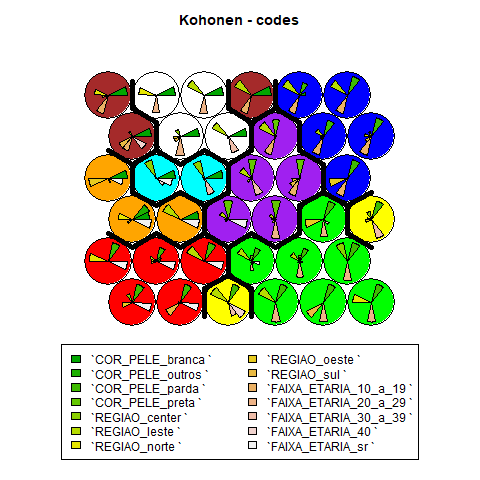 Kohonen - codes
`COR_PELE_branca `
`COR_PELE_outros `
`COR_PELE_parda `
`COR_PELE_preta `
`REGIAO_center `
`REGIAO_leste `
`REGIAO_norte `
`REGIAO_oeste `
`REGIAO_sul `
`FAIXA_ETARIA_10_a_19 `
`FAIXA_ETARIA_20_a_29 `
`FAIXA_ETARIA_30_a_39 `
`FAIXA_ETARIA_40 `
`FAIXA_ETARIA_sr `